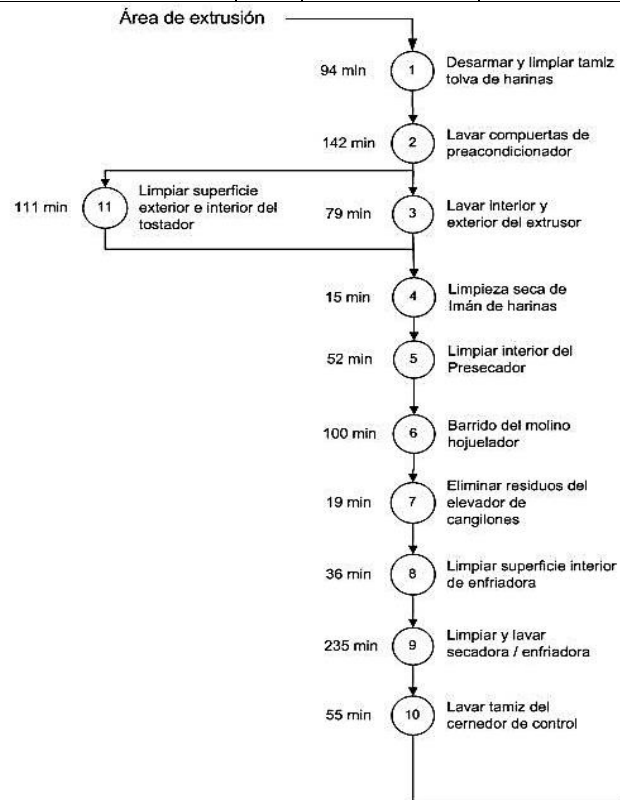 Área de extrusión
94 min
1
Desarmar y limpiar tamiz
tolva de harinas
142 min
2
Lavar compuertas de
preacondicionador
111 min
11
Limpiar superficie
exterior e interior del
tostador
79 min
3
Lavar interior y
exterior del extrusor
15 min
4
Limpieza seca de
Imán de harinas
52 min
5
Limpiar interior del
Presecador
100 min
6
Barrido del molino
hojuelador
19 min
7
Eliminar residuos del
elevador de
cangilones
36 min
8
Limpiar superficie interior
de enfriadora
235 min
9
Limpiar y lavar
secadora / enfriadora
55 min
10
Lavar tamiz del
cernedor de control